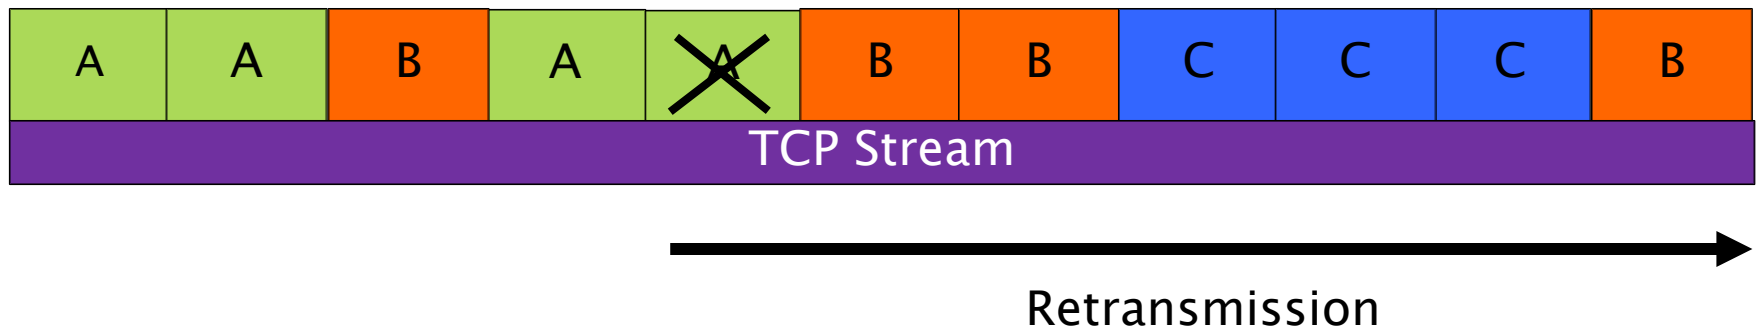 A A B A A B B C C C B
TCP Stream
Retransmission